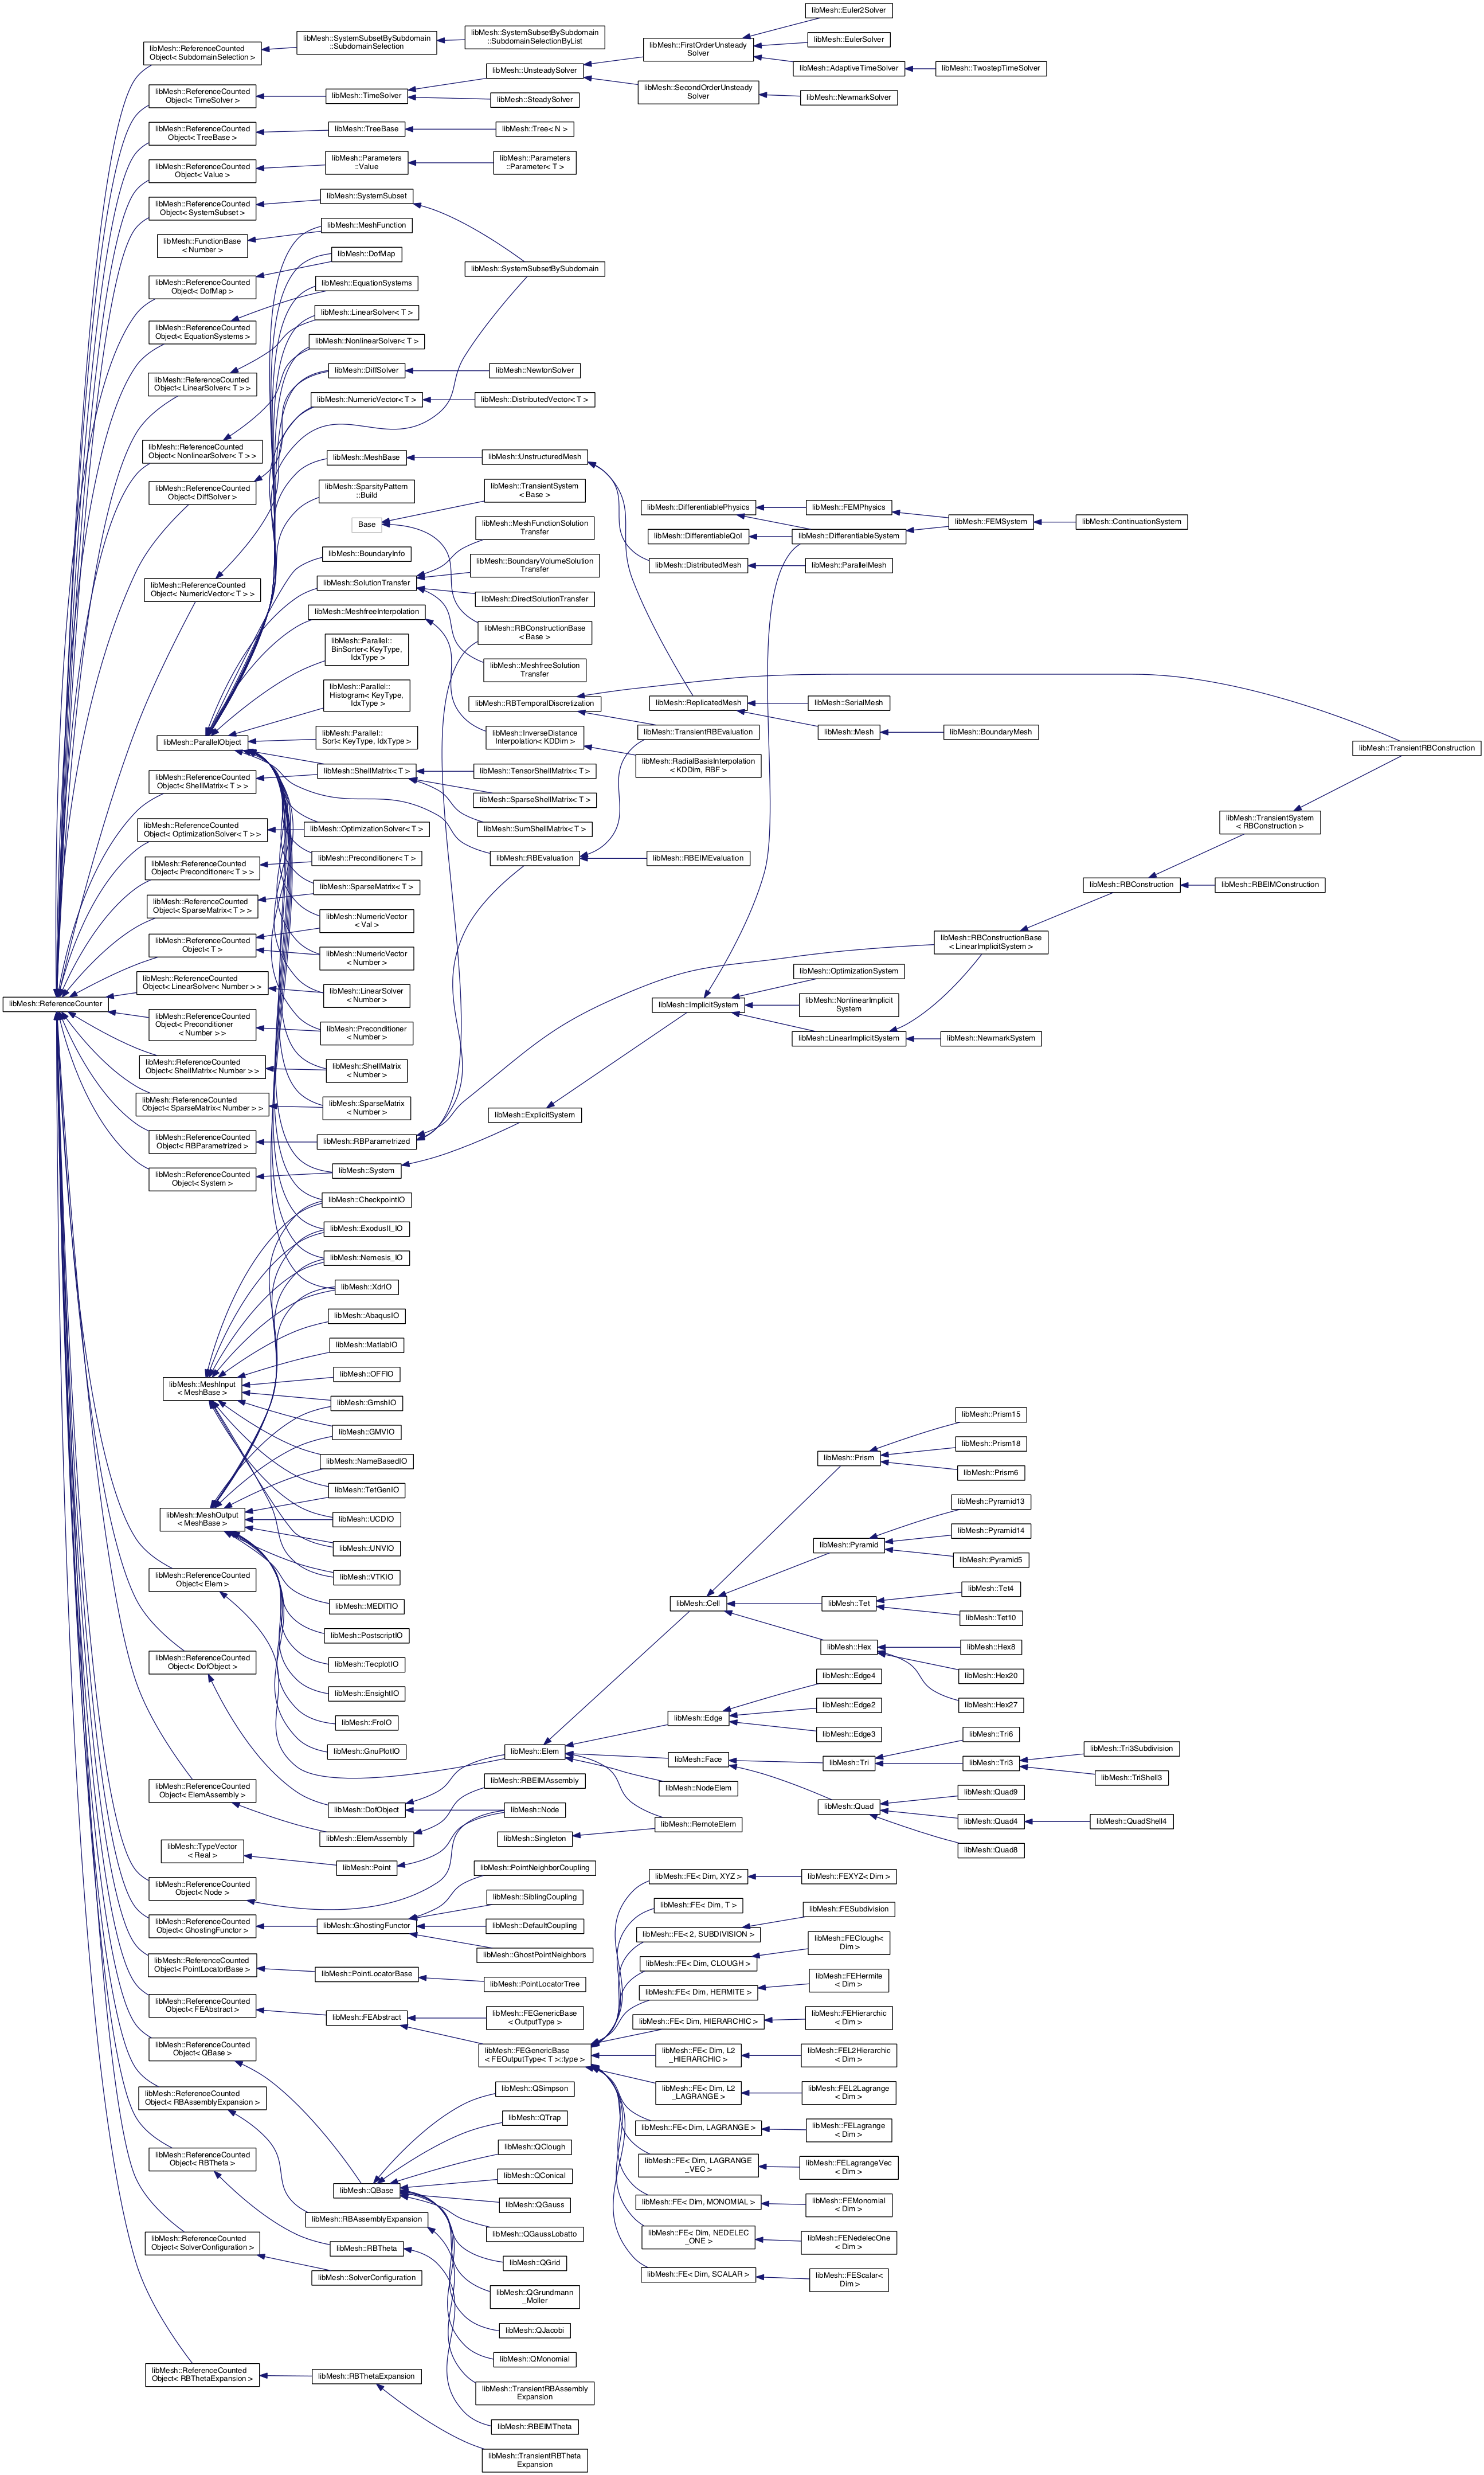 libMesh::Euler2Solver
libMesh::SystemSubsetBySubdomain
::SubdomainSelection
libMesh::SystemSubsetBySubdomain
::SubdomainSelectionByList
libMesh::EulerSolver
libMesh::ReferenceCounted
Object< SubdomainSelection >
libMesh::FirstOrderUnsteady
Solver
libMesh::AdaptiveTimeSolver
libMesh::TwostepTimeSolver
libMesh::UnsteadySolver
libMesh::ReferenceCounted
Object< TimeSolver >
libMesh::TimeSolver
libMesh::SteadySolver
libMesh::SecondOrderUnsteady
Solver
libMesh::NewmarkSolver
libMesh::ReferenceCounted
Object< TreeBase >
libMesh::TreeBase
libMesh::Tree< N >
libMesh::ReferenceCounted
Object< Value >
libMesh::Parameters
::Value
libMesh::Parameters
::Parameter< T >
libMesh::ReferenceCounted
Object< SystemSubset >
libMesh::SystemSubset
libMesh::MeshFunction
libMesh::FunctionBase
< Number >
libMesh::DofMap
libMesh::SystemSubsetBySubdomain
libMesh::ReferenceCounted
Object< DofMap >
libMesh::EquationSystems
libMesh::LinearSolver< T >
libMesh::ReferenceCounted
Object< EquationSystems >
libMesh::NonlinearSolver< T >
libMesh::DiffSolver
libMesh::NewtonSolver
libMesh::ReferenceCounted
Object< LinearSolver< T > >
libMesh::NumericVector< T >
libMesh::DistributedVector< T >
libMesh::ReferenceCounted
Object< NonlinearSolver< T > >
libMesh::MeshBase
libMesh::UnstructuredMesh
libMesh::ReferenceCounted
Object< DiffSolver >
libMesh::SparsityPattern
::Build
libMesh::TransientSystem
< Base >
libMesh::DifferentiablePhysics
libMesh::FEMPhysics
Base
libMesh::MeshFunctionSolution
Transfer
libMesh::FEMSystem
libMesh::ContinuationSystem
libMesh::DifferentiableQoI
libMesh::DifferentiableSystem
libMesh::BoundaryInfo
libMesh::BoundaryVolumeSolution
Transfer
libMesh::DistributedMesh
libMesh::ParallelMesh
libMesh::ReferenceCounted
Object< NumericVector< T > >
libMesh::SolutionTransfer
libMesh::DirectSolutionTransfer
libMesh::MeshfreeInterpolation
libMesh::RBConstructionBase
< Base >
libMesh::Parallel::
BinSorter< KeyType,
IdxType >
libMesh::MeshfreeSolution
Transfer
libMesh::Parallel::
Histogram< KeyType,
IdxType >
libMesh::RBTemporalDiscretization
libMesh::ReplicatedMesh
libMesh::SerialMesh
libMesh::ParallelObject
libMesh::Parallel::
Sort< KeyType, IdxType >
libMesh::InverseDistance
Interpolation< KDDim >
libMesh::TransientRBEvaluation
libMesh::Mesh
libMesh::BoundaryMesh
libMesh::TransientRBConstruction
libMesh::RadialBasisInterpolation
< KDDim, RBF >
libMesh::ReferenceCounted
Object< ShellMatrix< T > >
libMesh::ShellMatrix< T >
libMesh::TensorShellMatrix< T >
libMesh::SparseShellMatrix< T >
libMesh::ReferenceCounted
Object< OptimizationSolver< T > >
libMesh::OptimizationSolver< T >
libMesh::SumShellMatrix< T >
libMesh::TransientSystem
< RBConstruction >
libMesh::ReferenceCounted
Object< Preconditioner< T > >
libMesh::Preconditioner< T >
libMesh::RBEvaluation
libMesh::RBEIMEvaluation
libMesh::ReferenceCounted
Object< SparseMatrix< T > >
libMesh::SparseMatrix< T >
libMesh::RBConstruction
libMesh::RBEIMConstruction
libMesh::ReferenceCounted
Object< T >
libMesh::NumericVector
< Val >
libMesh::NumericVector
< Number >
libMesh::RBConstructionBase
< LinearImplicitSystem >
libMesh::ReferenceCounter
libMesh::ReferenceCounted
Object< LinearSolver< Number > >
libMesh::LinearSolver
< Number >
libMesh::OptimizationSystem
libMesh::ImplicitSystem
libMesh::NonlinearImplicit
System
libMesh::ReferenceCounted
Object< Preconditioner
< Number > >
libMesh::Preconditioner
< Number >
libMesh::LinearImplicitSystem
libMesh::NewmarkSystem
libMesh::ReferenceCounted
Object< ShellMatrix< Number > >
libMesh::ShellMatrix
< Number >
libMesh::ReferenceCounted
Object< SparseMatrix< Number > >
libMesh::SparseMatrix
< Number >
libMesh::ExplicitSystem
libMesh::ReferenceCounted
Object< RBParametrized >
libMesh::RBParametrized
libMesh::ReferenceCounted
Object< System >
libMesh::System
libMesh::CheckpointIO
libMesh::ExodusII_IO
libMesh::Nemesis_IO
libMesh::XdrIO
libMesh::AbaqusIO
libMesh::MatlabIO
libMesh::MeshInput
< MeshBase >
libMesh::OFFIO
libMesh::GmshIO
libMesh::GMVIO
libMesh::NameBasedIO
libMesh::TetGenIO
libMesh::MeshOutput
< MeshBase >
libMesh::UCDIO
libMesh::UNVIO
libMesh::VTKIO
libMesh::Prism15
libMesh::Prism
libMesh::Prism18
libMesh::Prism6
libMesh::Pyramid13
libMesh::Pyramid
libMesh::Pyramid14
libMesh::Pyramid5
libMesh::ReferenceCounted
Object< Elem >
libMesh::MEDITIO
libMesh::Cell
libMesh::Tet
libMesh::Tet4
libMesh::Tet10
libMesh::PostscriptIO
libMesh::Hex
libMesh::Hex8
libMesh::ReferenceCounted
Object< DofObject >
libMesh::TecplotIO
libMesh::Edge4
libMesh::Hex20
libMesh::EnsightIO
libMesh::Edge2
libMesh::Hex27
libMesh::FroIO
libMesh::Edge
libMesh::Edge3
libMesh::GnuPlotIO
libMesh::Elem
libMesh::Face
libMesh::Tri
libMesh::Tri6
libMesh::Tri3
libMesh::Tri3Subdivision
libMesh::TriShell3
libMesh::ReferenceCounted
Object< ElemAssembly >
libMesh::RBEIMAssembly
libMesh::NodeElem
libMesh::Quad
libMesh::Quad9
libMesh::DofObject
libMesh::Node
libMesh::RemoteElem
libMesh::Quad4
libMesh::QuadShell4
libMesh::ElemAssembly
libMesh::Singleton
libMesh::Quad8
libMesh::TypeVector
< Real >
libMesh::Point
libMesh::PointNeighborCoupling
libMesh::FE< Dim, XYZ >
libMesh::FEXYZ< Dim >
libMesh::ReferenceCounted
Object< Node >
libMesh::SiblingCoupling
libMesh::FE< Dim, T >
libMesh::FESubdivision
libMesh::ReferenceCounted
Object< GhostingFunctor >
libMesh::GhostingFunctor
libMesh::DefaultCoupling
libMesh::FE< 2, SUBDIVISION >
libMesh::GhostPointNeighbors
libMesh::FE< Dim, CLOUGH >
libMesh::FEClough<
Dim >
libMesh::ReferenceCounted
Object< PointLocatorBase >
libMesh::PointLocatorBase
libMesh::PointLocatorTree
libMesh::FE< Dim, HERMITE >
libMesh::FEHermite
< Dim >
libMesh::ReferenceCounted
Object< FEAbstract >
libMesh::FEAbstract
libMesh::FEGenericBase
< OutputType >
libMesh::FE< Dim, HIERARCHIC >
libMesh::FEHierarchic
< Dim >
libMesh::ReferenceCounted
Object< QBase >
libMesh::FEGenericBase
< FEOutputType< T >::type >
libMesh::FE< Dim, L2
_HIERARCHIC >
libMesh::FEL2Hierarchic
< Dim >
libMesh::ReferenceCounted
Object< RBAssemblyExpansion >
libMesh::QSimpson
libMesh::FE< Dim, L2
_LAGRANGE >
libMesh::FEL2Lagrange
< Dim >
libMesh::QTrap
libMesh::FE< Dim, LAGRANGE >
libMesh::FELagrange
< Dim >
libMesh::ReferenceCounted
Object< RBTheta >
libMesh::QClough
libMesh::FE< Dim, LAGRANGE
_VEC >
libMesh::FELagrangeVec
< Dim >
libMesh::QConical
libMesh::QBase
libMesh::QGauss
libMesh::FE< Dim, MONOMIAL >
libMesh::FEMonomial
< Dim >
libMesh::RBAssemblyExpansion
libMesh::QGaussLobatto
libMesh::FE< Dim, NEDELEC
_ONE >
libMesh::FENedelecOne
< Dim >
libMesh::ReferenceCounted
Object< SolverConfiguration >
libMesh::RBTheta
libMesh::QGrid
libMesh::SolverConfiguration
libMesh::FE< Dim, SCALAR >
libMesh::FEScalar<
Dim >
libMesh::QGrundmann
_Moller
libMesh::QJacobi
libMesh::QMonomial
libMesh::ReferenceCounted
Object< RBThetaExpansion >
libMesh::RBThetaExpansion
libMesh::TransientRBAssembly
Expansion
libMesh::RBEIMTheta
libMesh::TransientRBTheta
Expansion